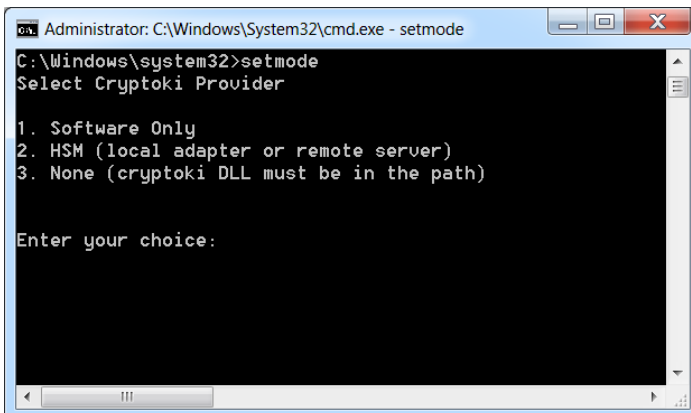 Administrator: C:\Windows\System32\cmd.exe - setmode
C:\Windows\system32>setmode
Select Cryptoki Provider
1. Software Only
2. HSM (local adapter or remote server)
3. None (cryptoki DLL must be in the path)
Enter your choice: